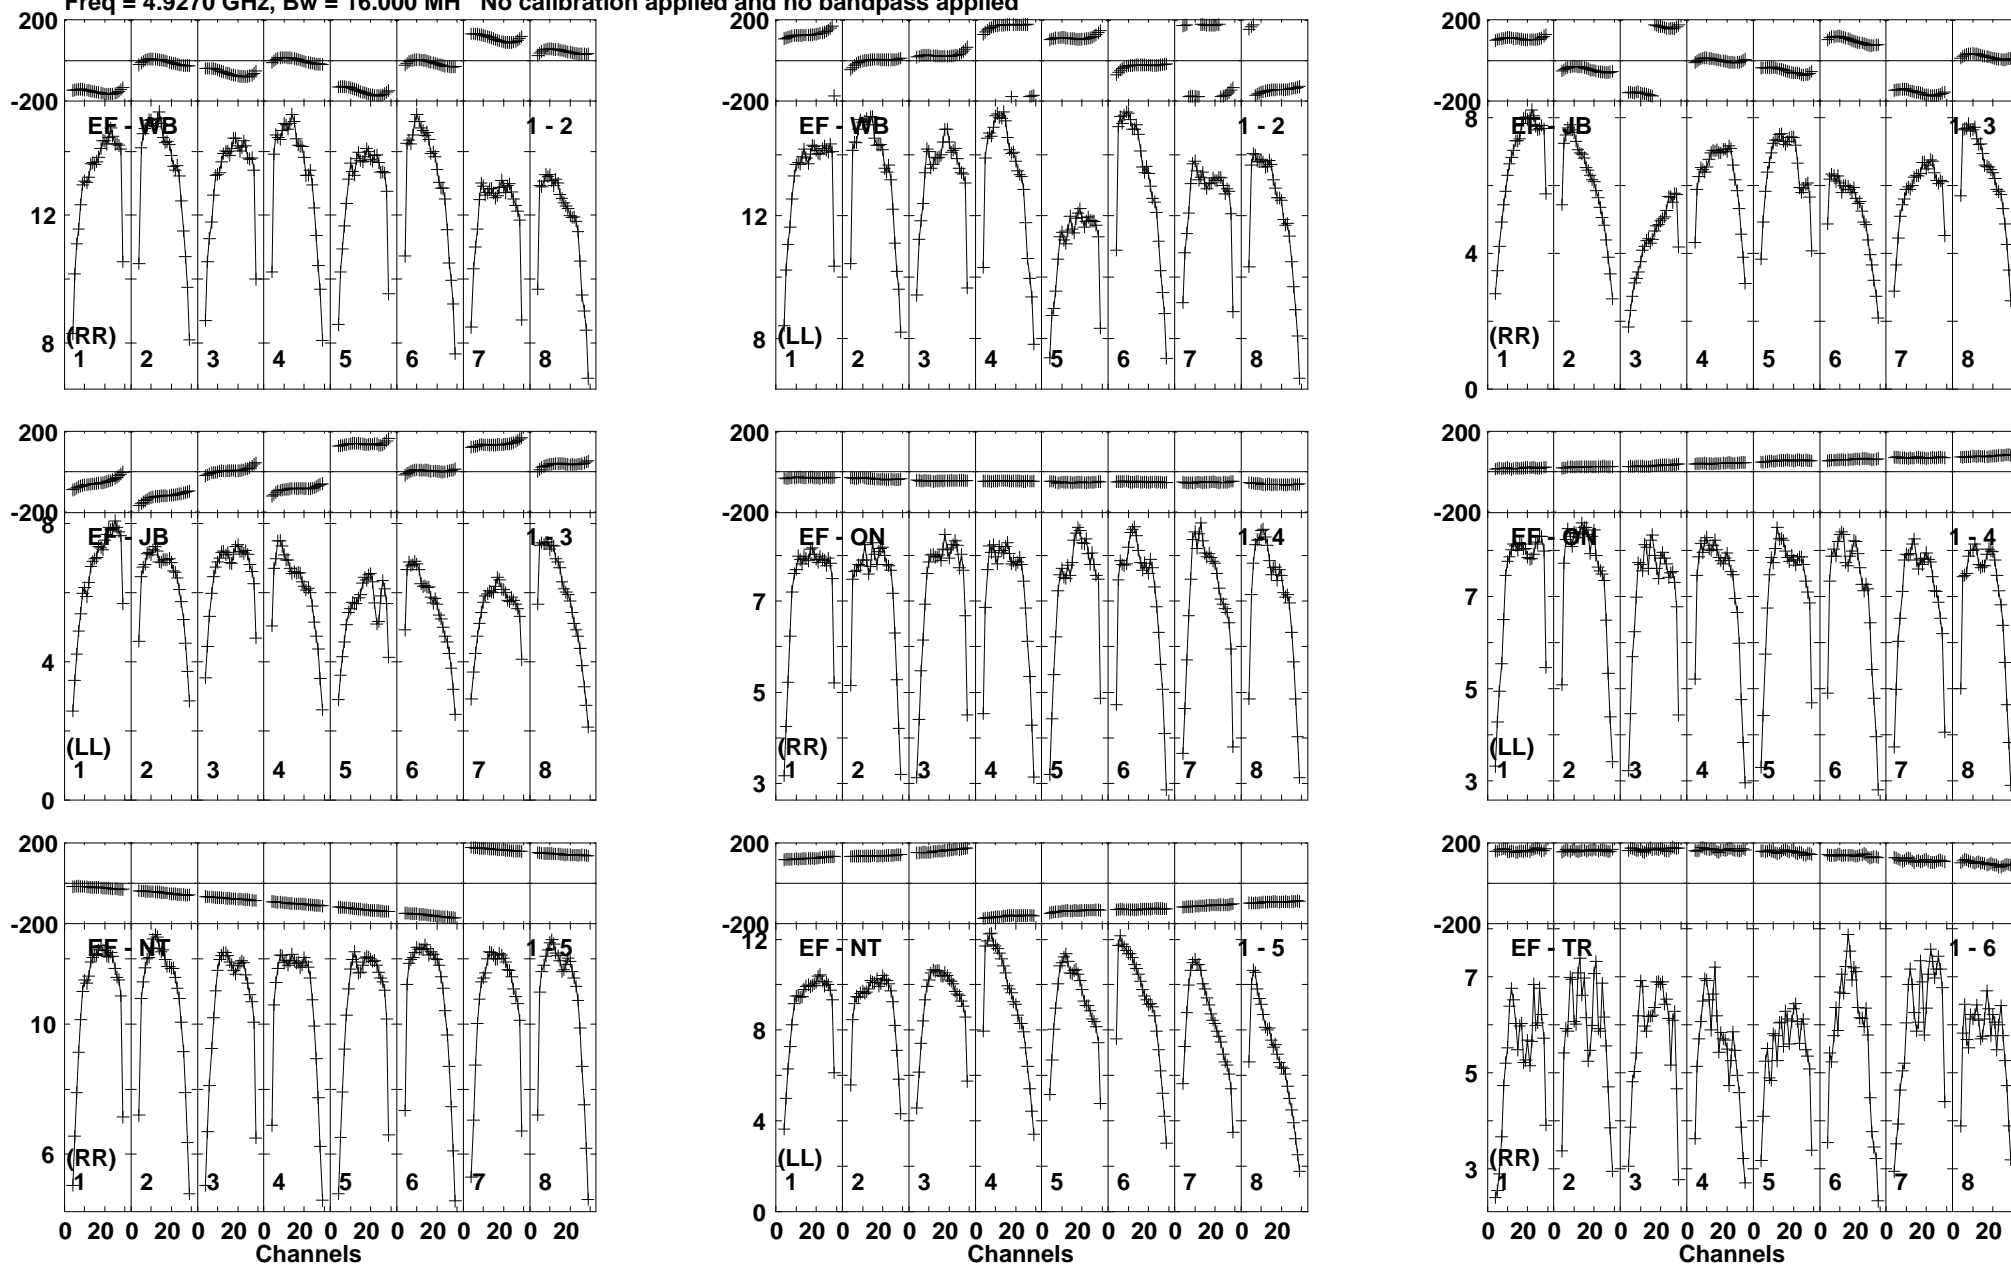 Freq = 4.9270 GHz, Bw = 16.000 MH No calibration applied and no bandpass applied
200 200 200
-200 -200 -200
EF - WB 1 - 2 EF - WB 1 - 2 8 EF - JB 1 - 3
12 12 4
8 8
(RR) (LL) (RR)
1 2 3 4 5 6 7 8 1 2 3 4 5 6 7 8 1 2 3 4 5 6 7 8
0
200 200 200
-200 -200 -200
8 EF - JB 1 - 3 EF - ON 1 - 4 EF - ON 1 - 4
7 7
4 5 5
(LL) (RR) (LL)
1 2 3 4 5 6 7 8 1 2 3 4 5 6 7 8 1 2 3 4 5 6 7 8
0 3 3
200 200 200
-200 -200 -200
EF - NT 1 - 5 12 EF - NT 1 - 5 EF - TR 1 - 6
10 8 7
5
6 4 3
(RR) (LL) (RR)
1 2 3 4 5 6 7 8 1 2 3 4 5 6 7 8 1 2 3 4 5 6 7 8
0
0 20 0 20 0 20 0 20 0 20 0 20 0 20 0 20 0 20 0 20 0 20 0 20 0 20 0 20 0 20 0 20 0 20 0 20 0 20 0 20 0 20 0 20 0 20 0 20
Channels Channels Channels